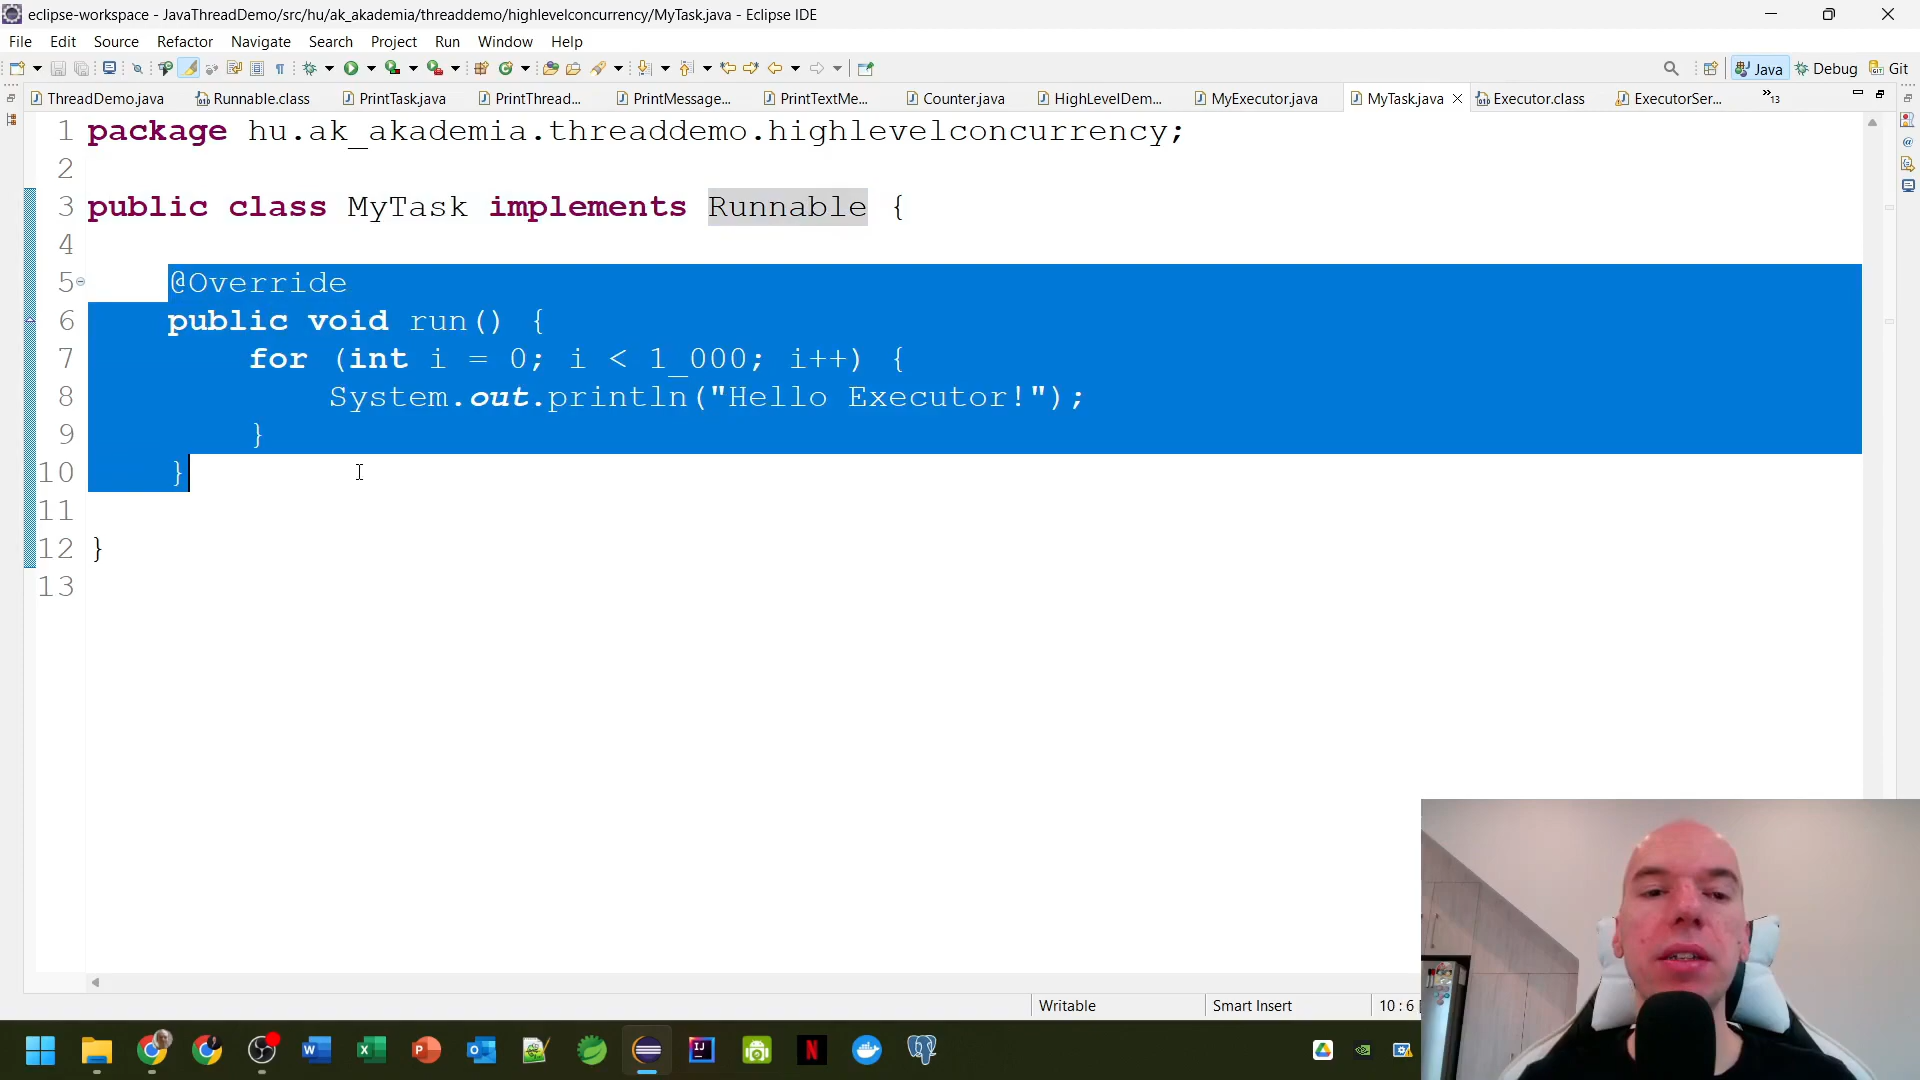 eclipse-workspace - JavaThreadDemo/src/hu/ak_akademia/threaddemo/highlevelconcurrency/MyTask.java - Eclipse IDE
File Edit Source Refactor Navigate Search Project Run Window Help
Java Debug Git
ThreadDemo.java Runnable.class PrintTask.java PrintThread... PrintMessage... PrintTextMe... Counter.java HighLevelDem... MyExecutor.java MyTask.java Executor.class ExecutorSer... »13
1 package hu.ak_akademia.threaddemo.highlevelconcurrency;
2
3 public class MyTask implements Runnable {
4
5 @Override
6 public void run() {
7 for (int i = 0; i < 1_000; i++) {
8 System.out.println("Hello Executor!");
9 }
10 }
11
12 }
13
Writable Smart Insert 10 : 6